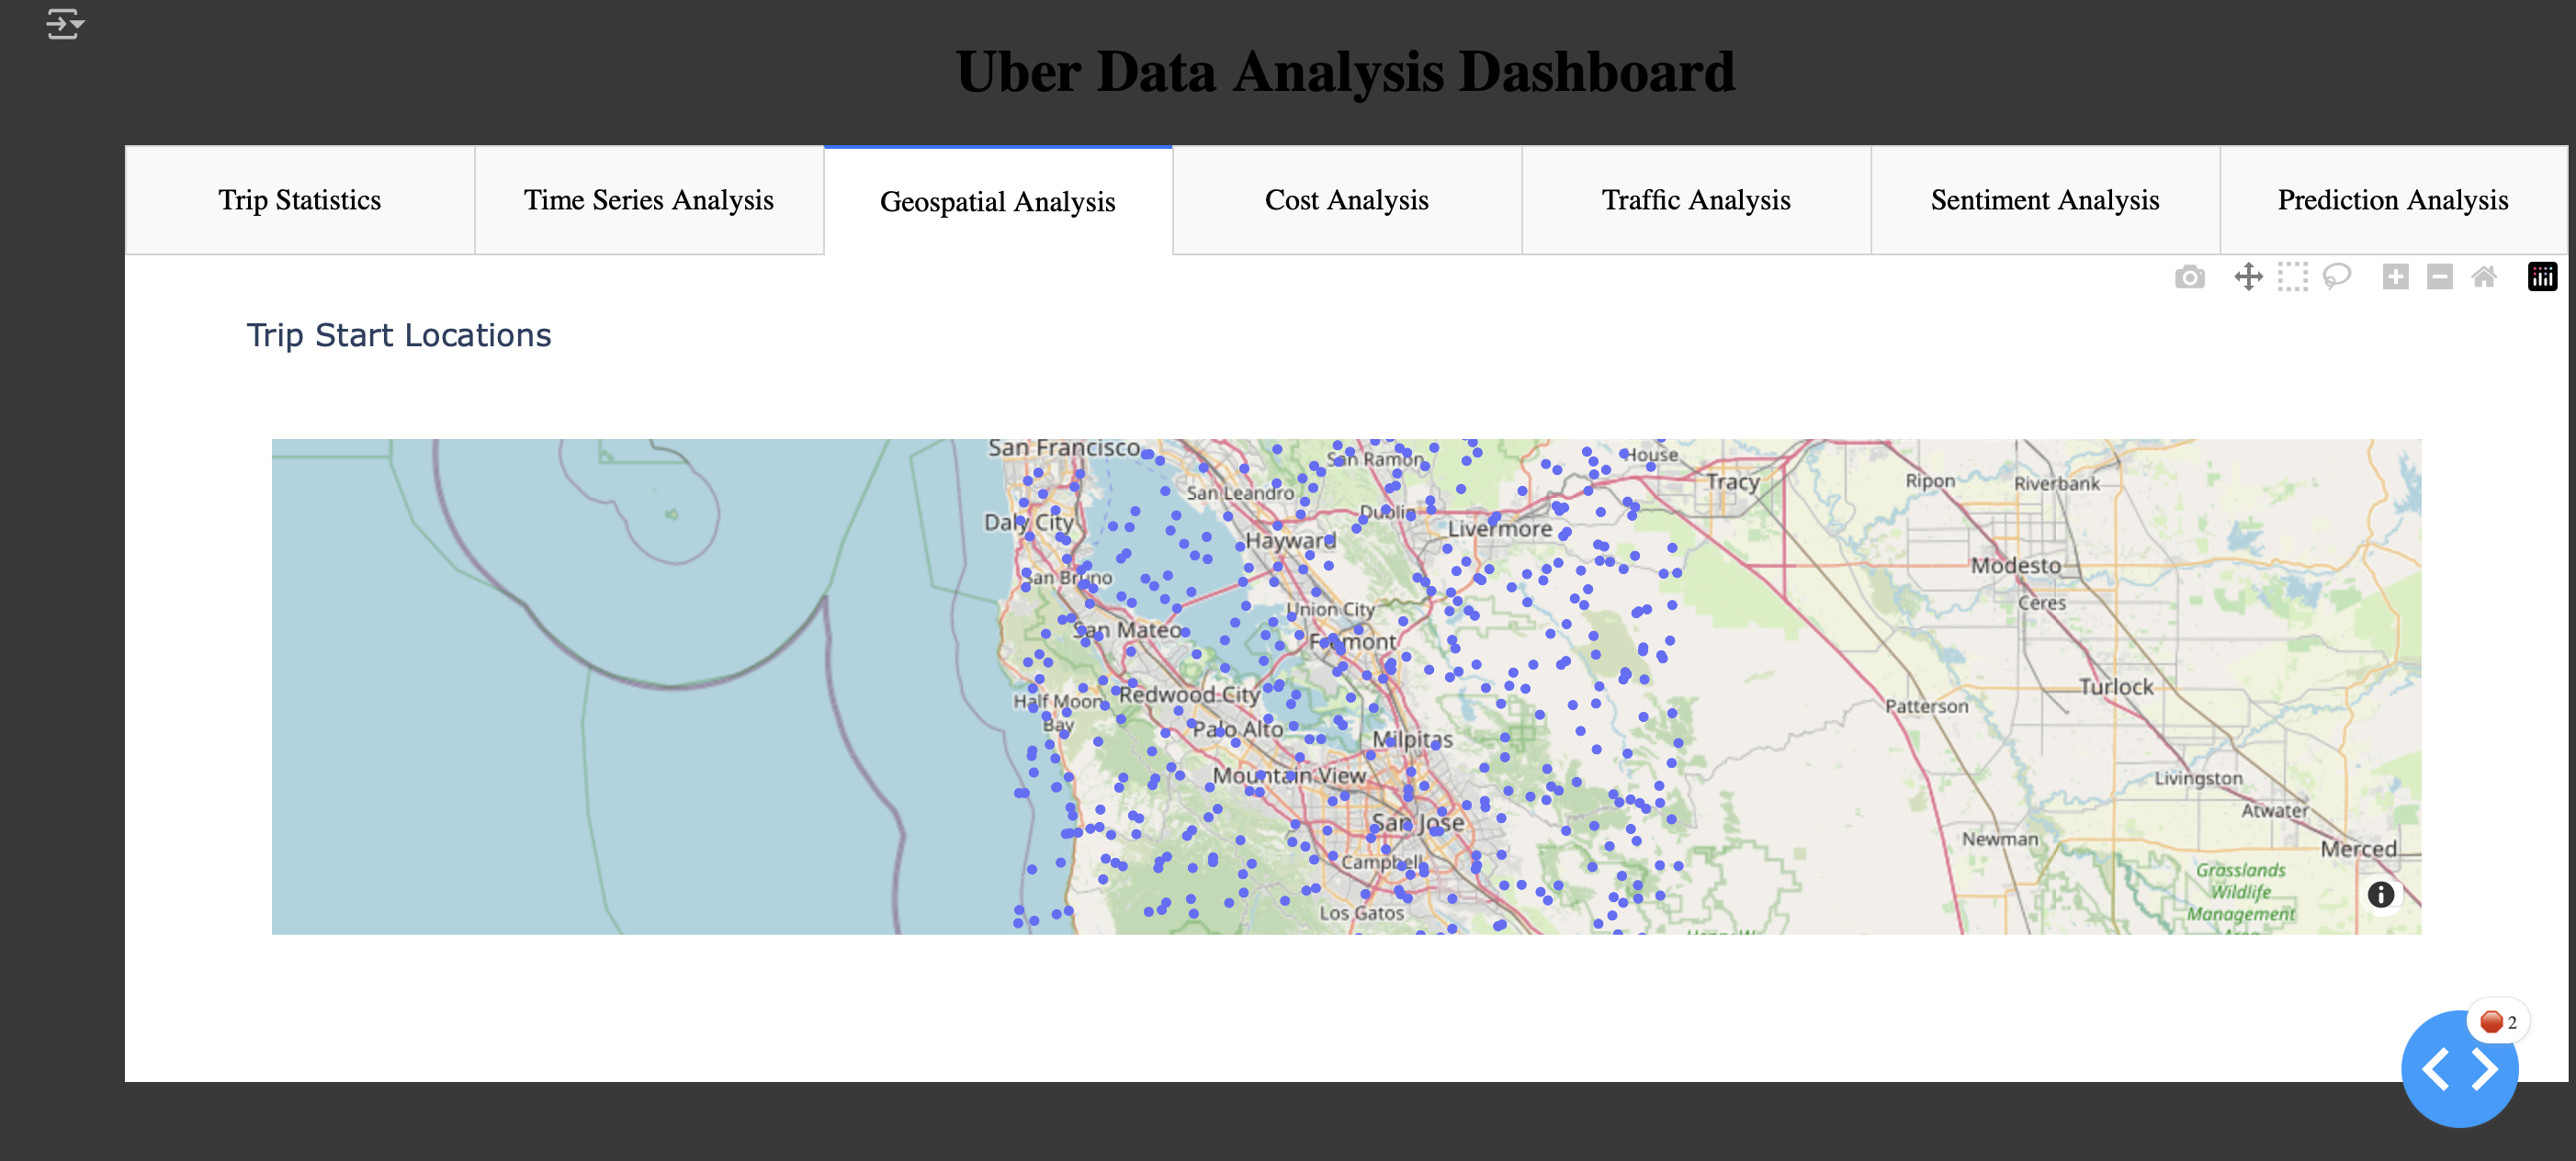 Uber Data Analysis Dashboard
Trip Statistics
Time Series Analysis
Geospatial Analysis
Cost Analysis
Traffic Analysis
Sentiment Analysis
Prediction Analysis
Trip Start Locations
San Francisco
San Ramon
House
San Leandro
Tracy
Ripon
Riverbank
Daly City
Dublin
Livermore
Hayward
Modesto
San Bruno
Union City
Ceres
San Mateo
Fremont
Half Moon
Bay
Redwood City
Turlock
Patterson
Palo Alto
Milpitas
Mountain View
Livingston
San Jose
Atwater
Newman
Merced
Campbell
Los Gatos
Grasslands
Wildlife
Management
2